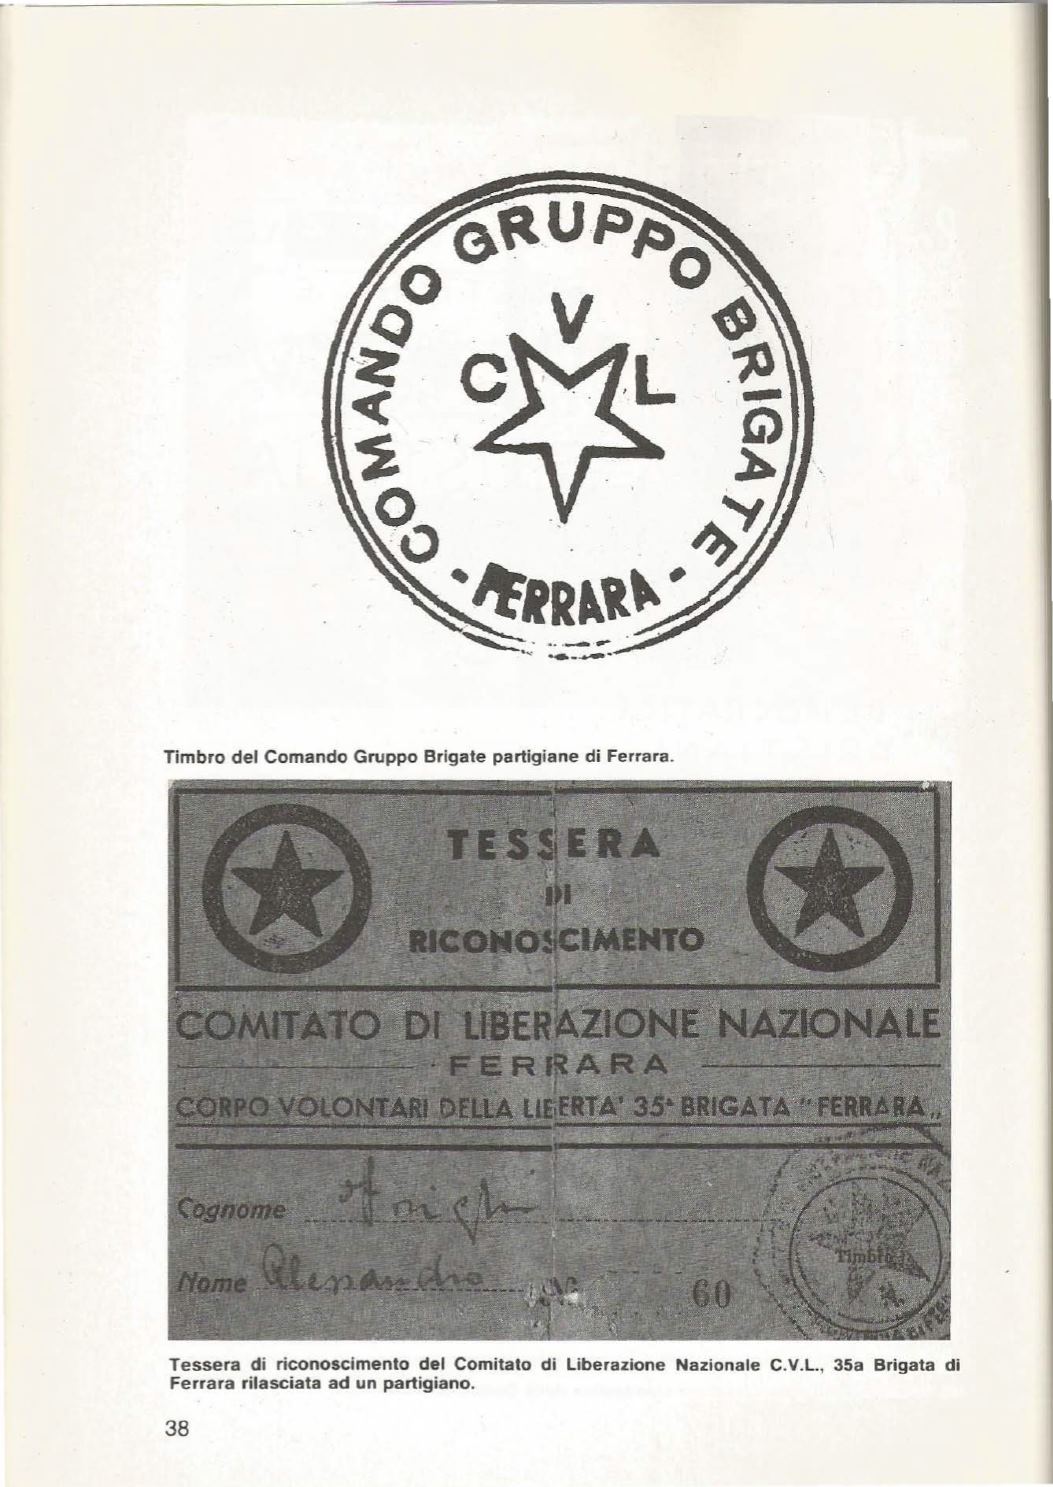 COMANDO GRUPPO BRIGATE
C V L
- FERRARA -
Timbro del Comando Gruppo Brigate partigiane di Ferrara.
TESSERA
DI
RICONOSCIMENTO
COMITATO DI LIBERAZIONE NAZIONALE
FERRARA
CORPO VOLONTARI DELLA LIBERTA' 35ª BRIGATA "FERRARA„
Cognome
Nome Alessandro
60
Timbro
Tessera di riconoscimento del Comitato di Liberazione Nazionale C.V.L., 35a Brigata di
Ferrara rilasciata ad un partigiano.
38